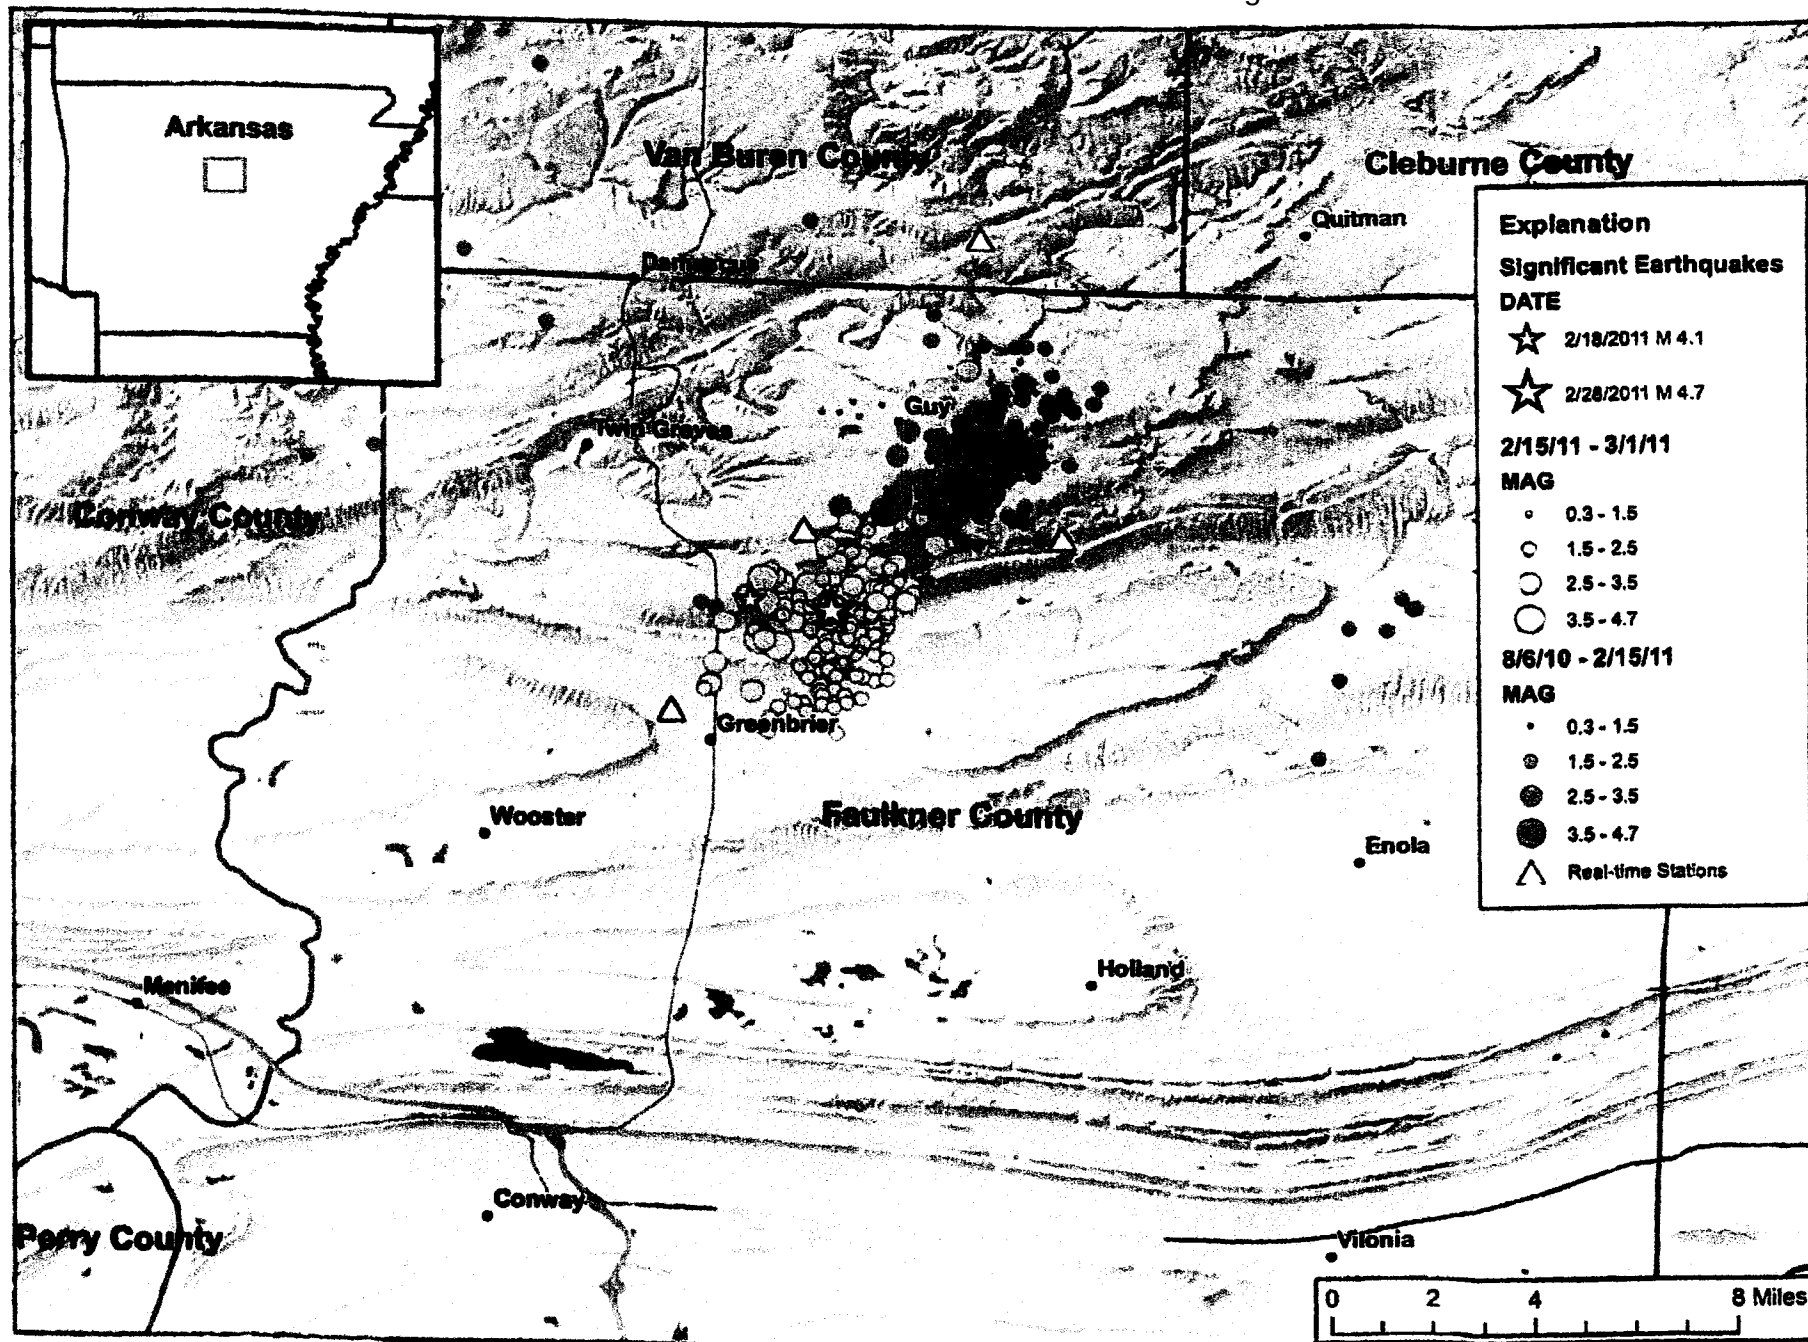 Arkansas
Van Buren County
Cleburne County
Quitman
Damascus
Guy
Twin Groves
Conway County
Greenbrier
Wooster
Faulkner County
Enola
Holland
Menifee
Conway
Perry County
Vilonia
Explanation
Significant Earthquakes
DATE
2/18/2011 M 4.1
2/28/2011 M 4.7
2/15/11 - 3/1/11
MAG
0.3 - 1.5
1.5 - 2.5
2.5 - 3.5
3.5 - 4.7
8/6/10 - 2/15/11
MAG
0.3 - 1.5
1.5 - 2.5
2.5 - 3.5
3.5 - 4.7
Real-time Stations
0 2 4 8 Miles